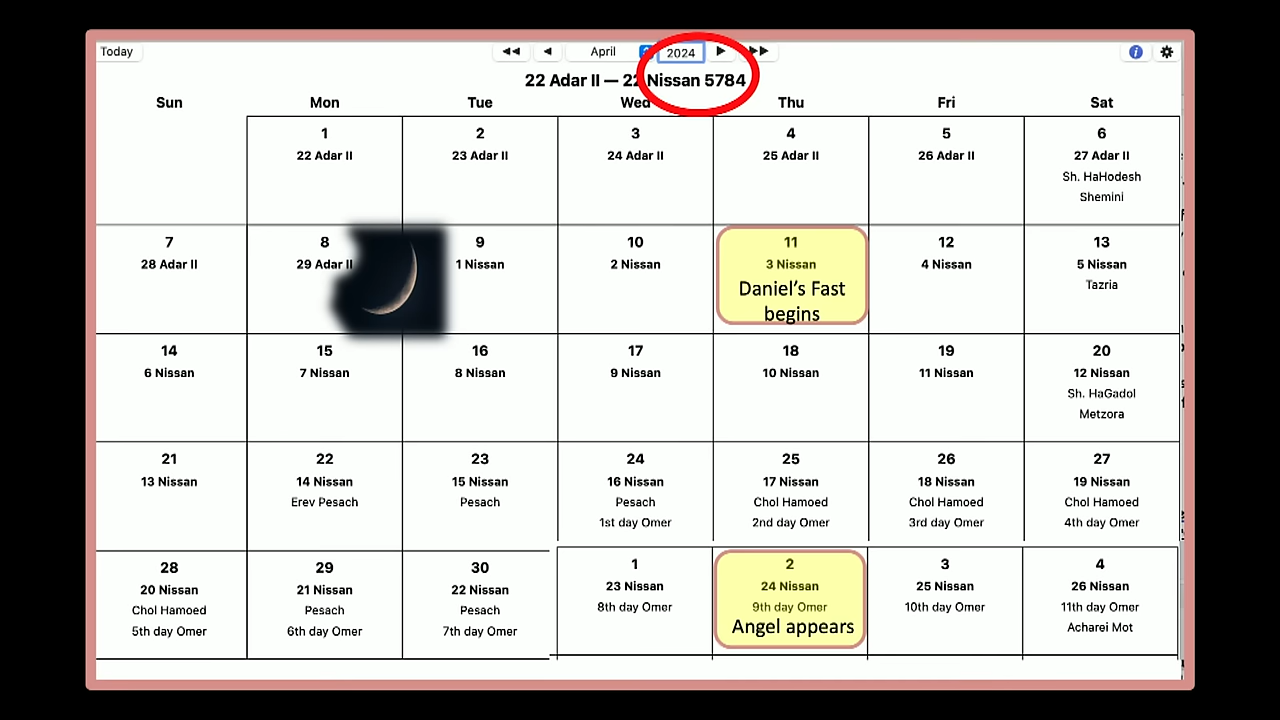 Today
April
2024
22 Adar II — 22 Nissan 5784
Sun Mon Tue Wed Thu Fri Sat
1 2 3 4 5 6
22 Adar II 23 Adar II 24 Adar II 25 Adar II 26 Adar II 27 Adar II
Sh. HaHodesh
Shemini
7 8 9 10 11 12 13
28 Adar II 29 Adar II 1 Nissan 2 Nissan 3 Nissan 4 Nissan 5 Nissan
Daniel’s Fast Tazria
begins
14 15 16 17 18 19 20
6 Nissan 7 Nissan 8 Nissan 9 Nissan 10 Nissan 11 Nissan 12 Nissan
Sh. HaGadol
Metzora
21 22 23 24 25 26 27
13 Nissan 14 Nissan 15 Nissan 16 Nissan 17 Nissan 18 Nissan 19 Nissan
Erev Pesach Pesach Pesach Chol Hamoed Chol Hamoed Chol Hamoed
1st day Omer 2nd day Omer 3rd day Omer 4th day Omer
28 29 30 1 2 3 4
20 Nissan 21 Nissan 22 Nissan 23 Nissan 24 Nissan 25 Nissan 26 Nissan
Chol Hamoed Pesach Pesach 8th day Omer 9th day Omer 10th day Omer 11th day Omer
5th day Omer 6th day Omer 7th day Omer Angel appears Acharei Mot